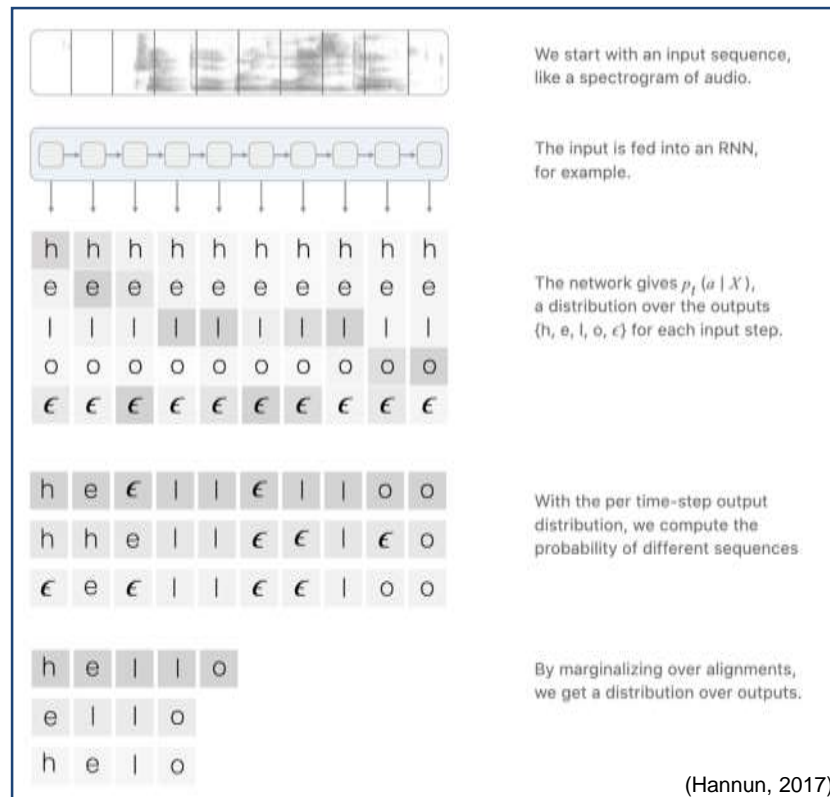 We start with an input sequence,
like a spectrogram of audio.
The input is fed into an RNN,
for example.
h h h h h h h h h h
e e e e e e e e e e
l l l l l l l l l l
o o o o o o o o o o
ϵ ϵ ϵ ϵ ϵ ϵ ϵ ϵ ϵ ϵ
The network gives pₜ (a | X),
a distribution over the outputs
{h, e, l, o, ϵ} for each input step.
h e ϵ l l ϵ l l o o
h h e l l ϵ ϵ l ϵ o
ϵ e ϵ l l ϵ ϵ l o o
With the per time-step output
distribution, we compute the
probability of different sequences
h e l l o
e l l o
h e l o
By marginalizing over alignments,
we get a distribution over outputs.
(Hannun, 2017)